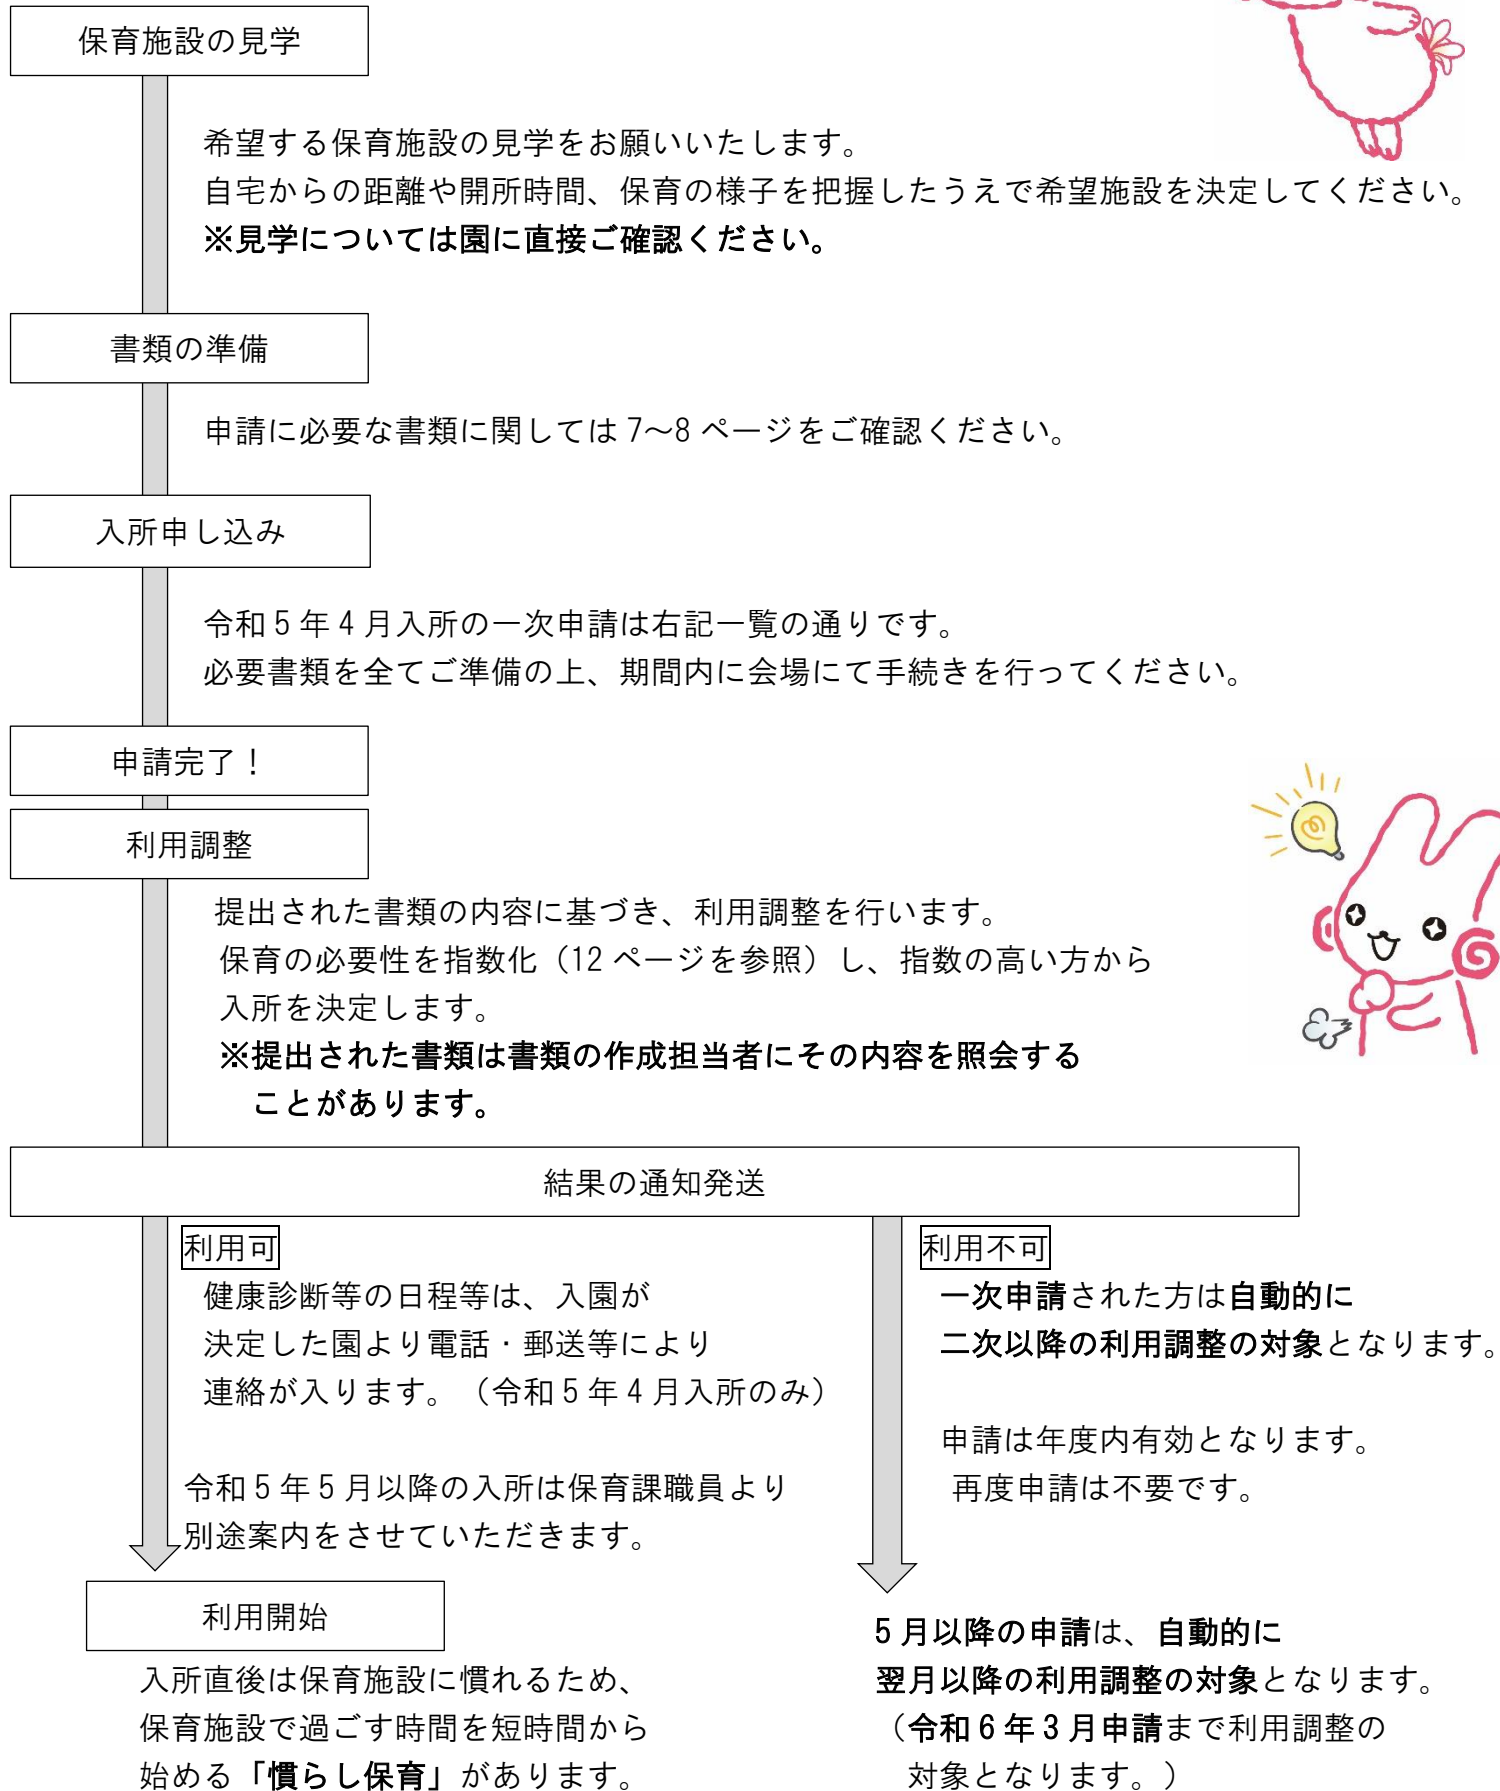 保育施設の見学
希望する保育施設の見学をお願いいたします。
自宅からの距離や開所時間、保育の様子を把握したうえで希望施設を決定してください。
※見学については園に直接ご確認ください。
書類の準備
申請に必要な書類に関しては7～8ページをご確認ください。
入所申し込み
令和5年4月入所の一次申請は右記一覧の通りです。
必要書類を全てご準備の上、期間内に会場にて手続きを行ってください。
申請完了！
利用調整
提出された書類の内容に基づき、利用調整を行います。
保育の必要性を指数化（12ページを参照）し、指数の高い方から
入所を決定します。
※提出された書類は書類の作成担当者にその内容を照会する
ことがあります。
結果の通知発送
利用可
健康診断等の日程等は、入園が
決定した園より電話・郵送等により
連絡が入ります。（令和5年4月入所のみ）
令和5年5月以降の入所は保育課職員より
別途案内をさせていただきます。
利用開始
入所直後は保育施設に慣れるため、
保育施設で過ごす時間を短時間から
始める「慣らし保育」があります。
利用不可
一次申請された方は自動的に
二次以降の利用調整の対象となります。
申請は年度内有効となります。
再度申請は不要です。
5月以降の申請は、自動的に
翌月以降の利用調整の対象となります。
（令和6年3月申請まで利用調整の
対象となります。）